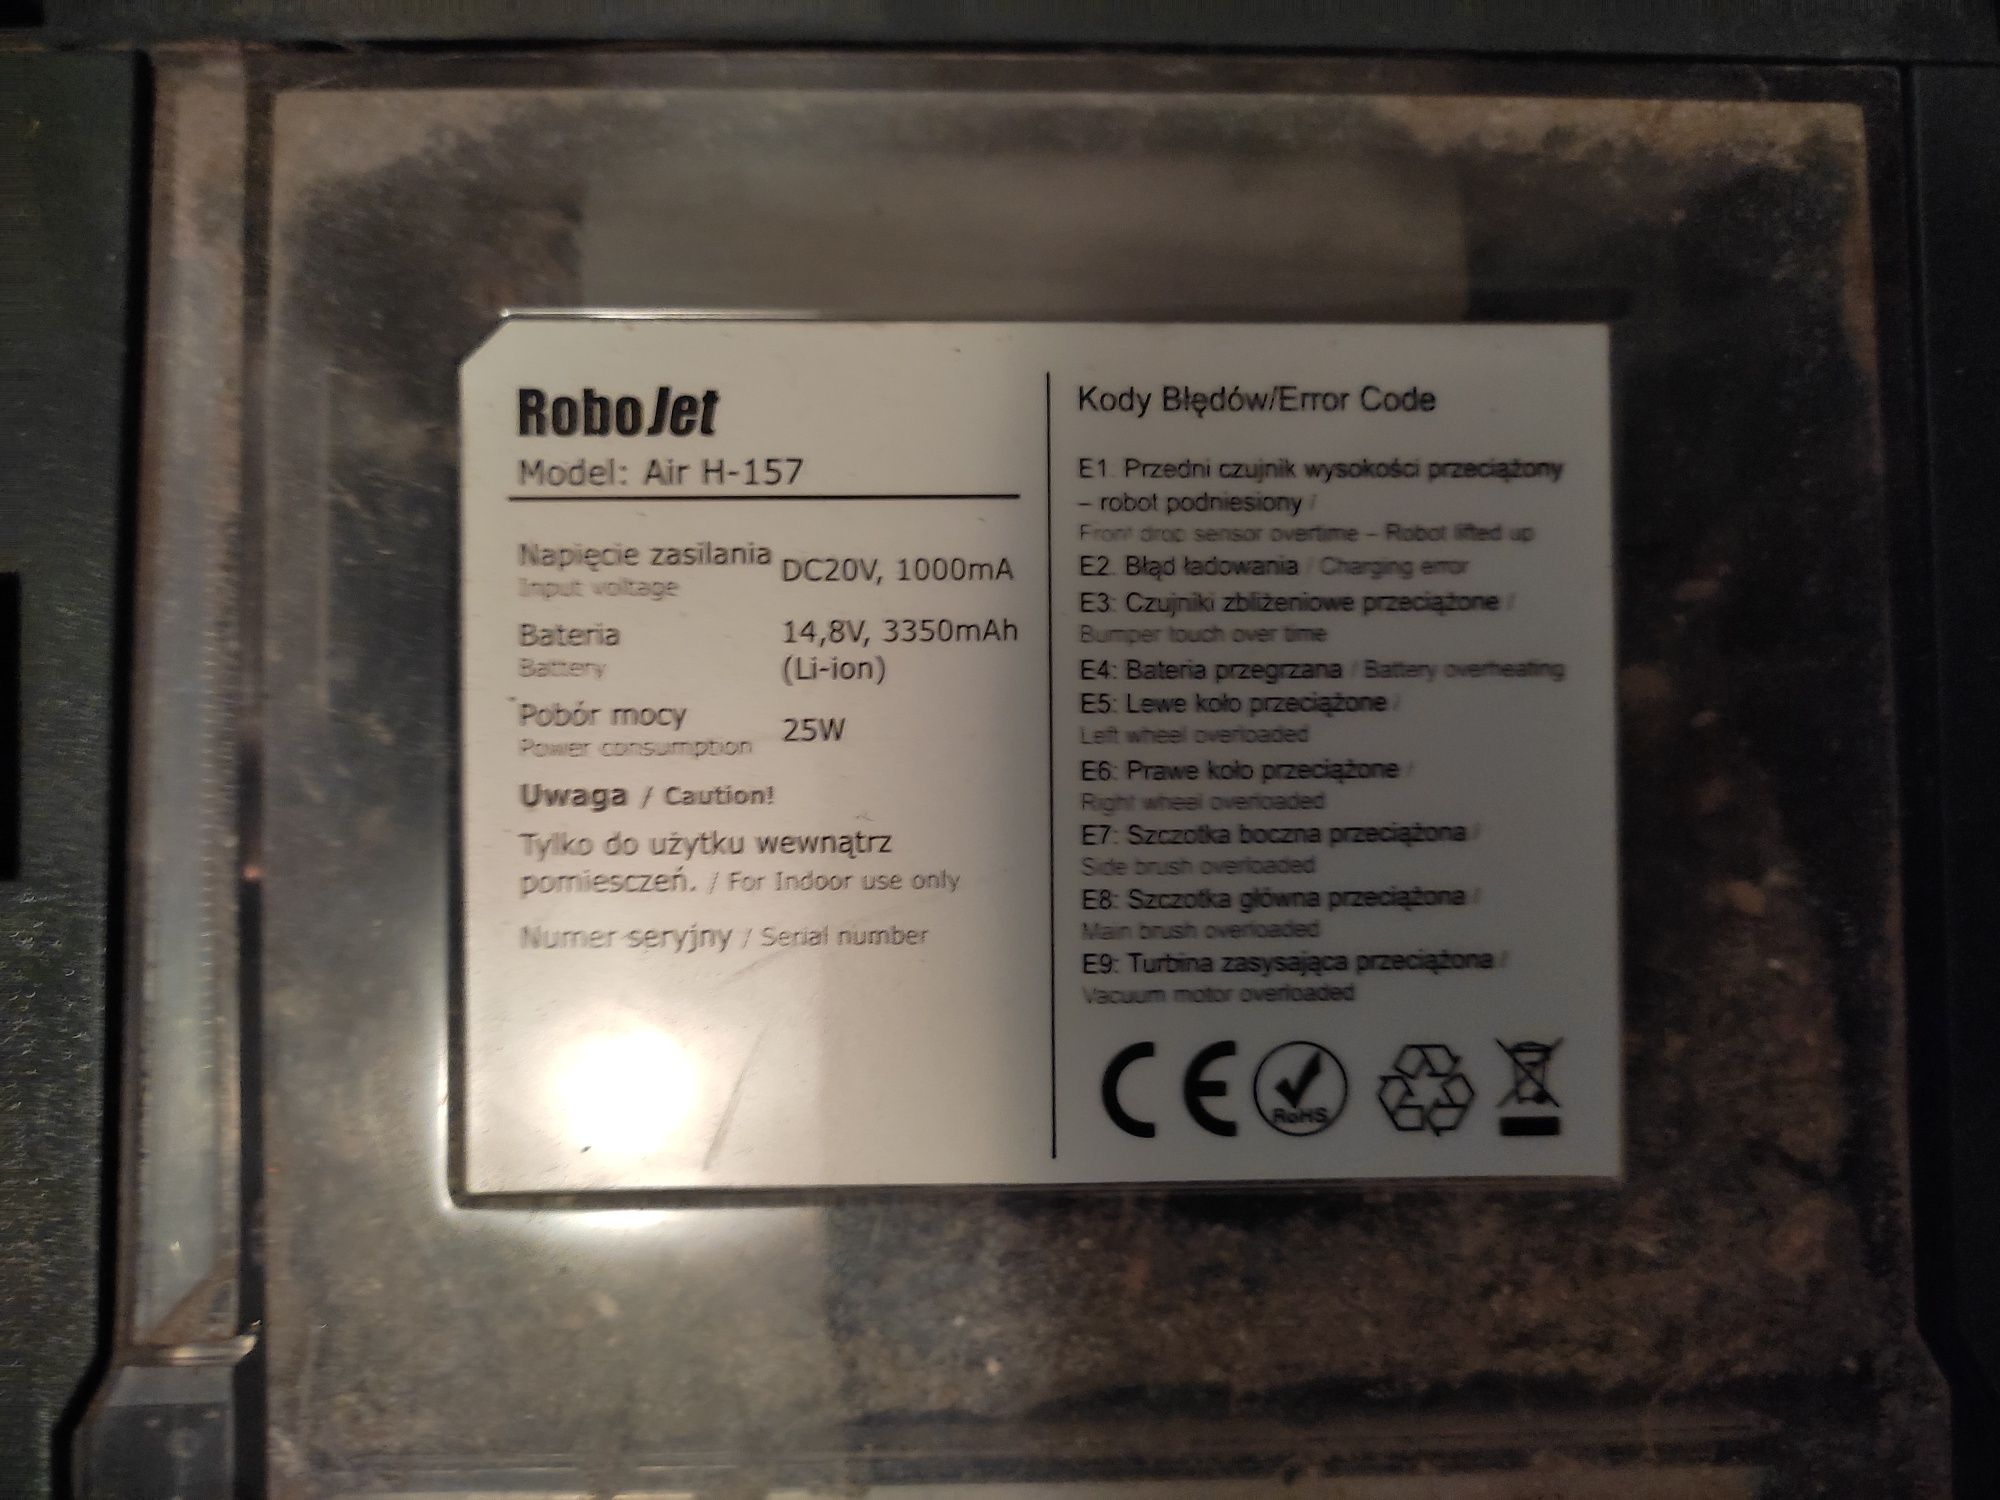 RoboJet
Model: Air H-157
Napięcie zasilania DC20V, 1000mA
Input voltage
Bateria 14,8V, 3350mAh
Battery (Li-ion)
Pobór mocy 25W
Power consumption
Uwaga / Caution!
Tylko do użytku wewnątrz
pomiesczeń. / For Indoor use only
Numer seryjny / Serial number
Kody Błędów/Error Code
E1. Przedni czujnik wysokości przeciążony
– robot podniesiony /
Front drop sensor overtime – Robot lifted up
E2. Błąd ładowania / Charging error
E3: Czujniki zbliżeniowe przeciążone /
Bumper touch over time
E4: Bateria przegrzana / Battery overheating
E5: Lewe koło przeciążone /
Left wheel overloaded
E6: Prawe koło przeciążone /
Right wheel overloaded
E7: Szczotka boczna przeciążona /
Side brush overloaded
E8: Szczotka główna przeciążona /
Main brush overloaded
E9: Turbina zasysająca przeciążona /
Vacuum motor overloaded
CE RoHS